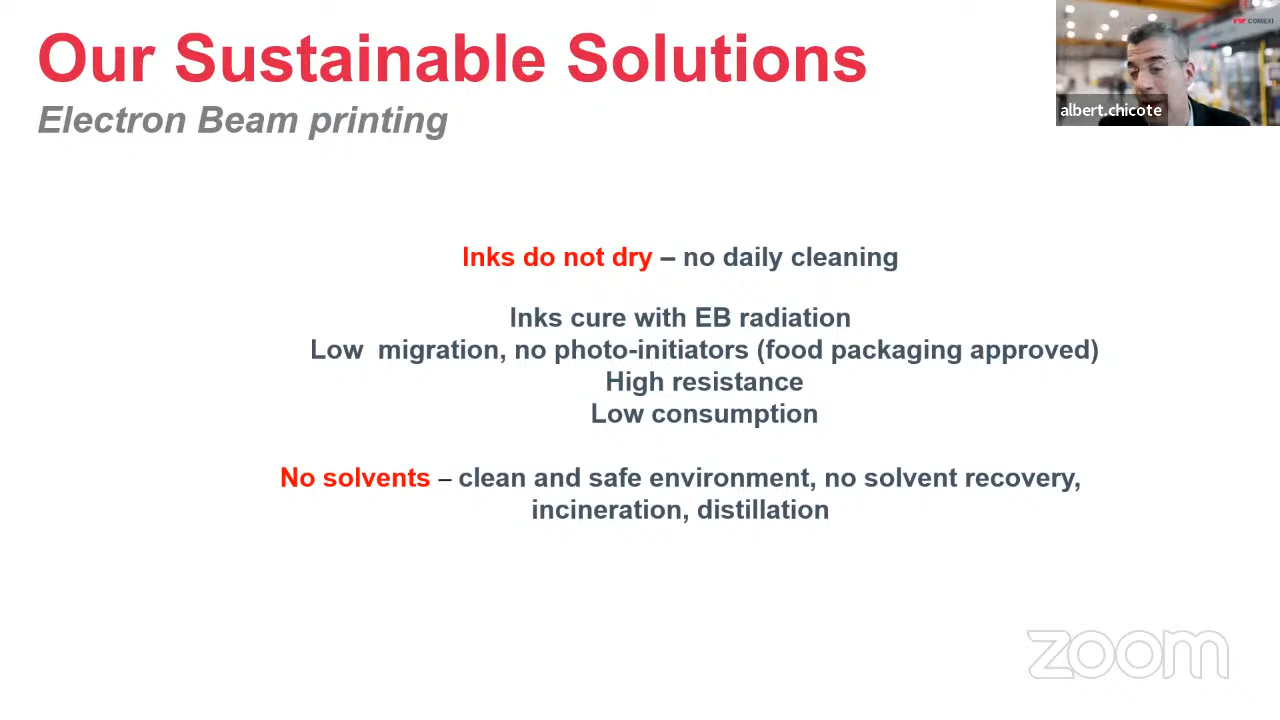 Our Sustainable Solutions
Electron Beam printing
COMEXI
albert.chicote
Inks do not dry – no daily cleaning
Inks cure with EB radiation
Low  migration, no photo-initiators (food packaging approved)
High resistance
Low consumption
No solvents – clean and safe environment, no solvent recovery,
incineration, distillation
zoom